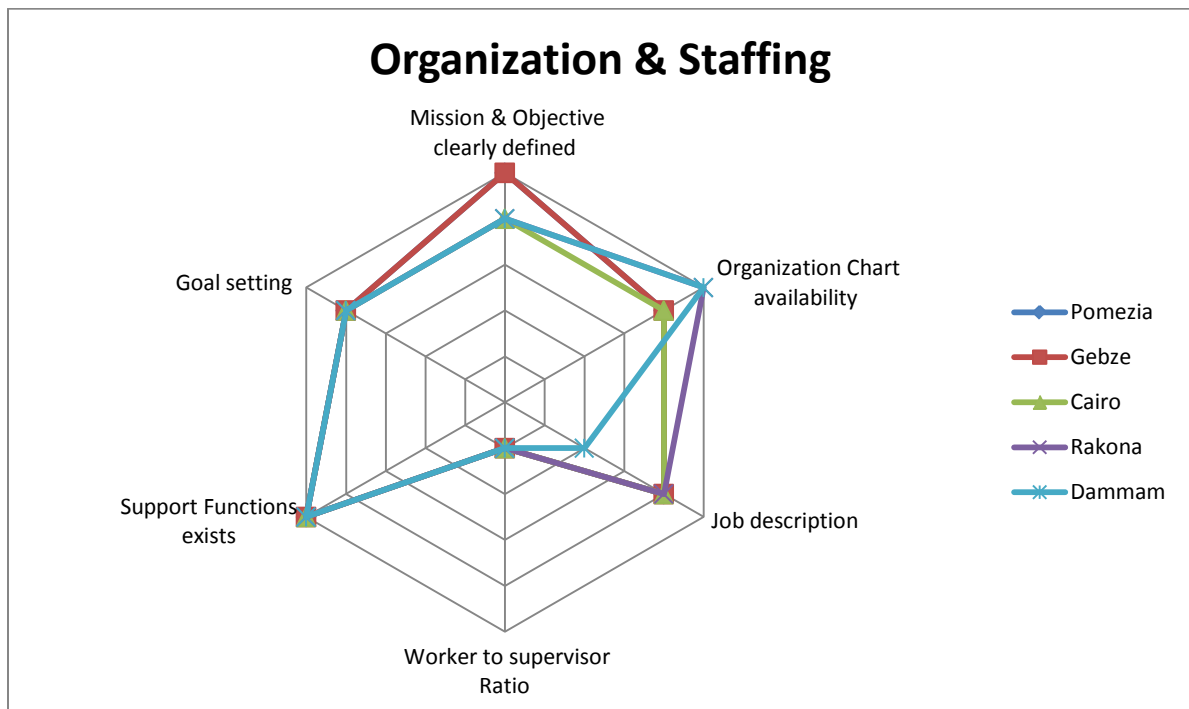 Organization & Staffing
Mission & Objective
clearly defined
Organization Chart
availability
Job description
Worker to supervisor
Ratio
Support Functions
exists
Goal setting
Pomezia
Gebze
Cairo
Rakona
Dammam